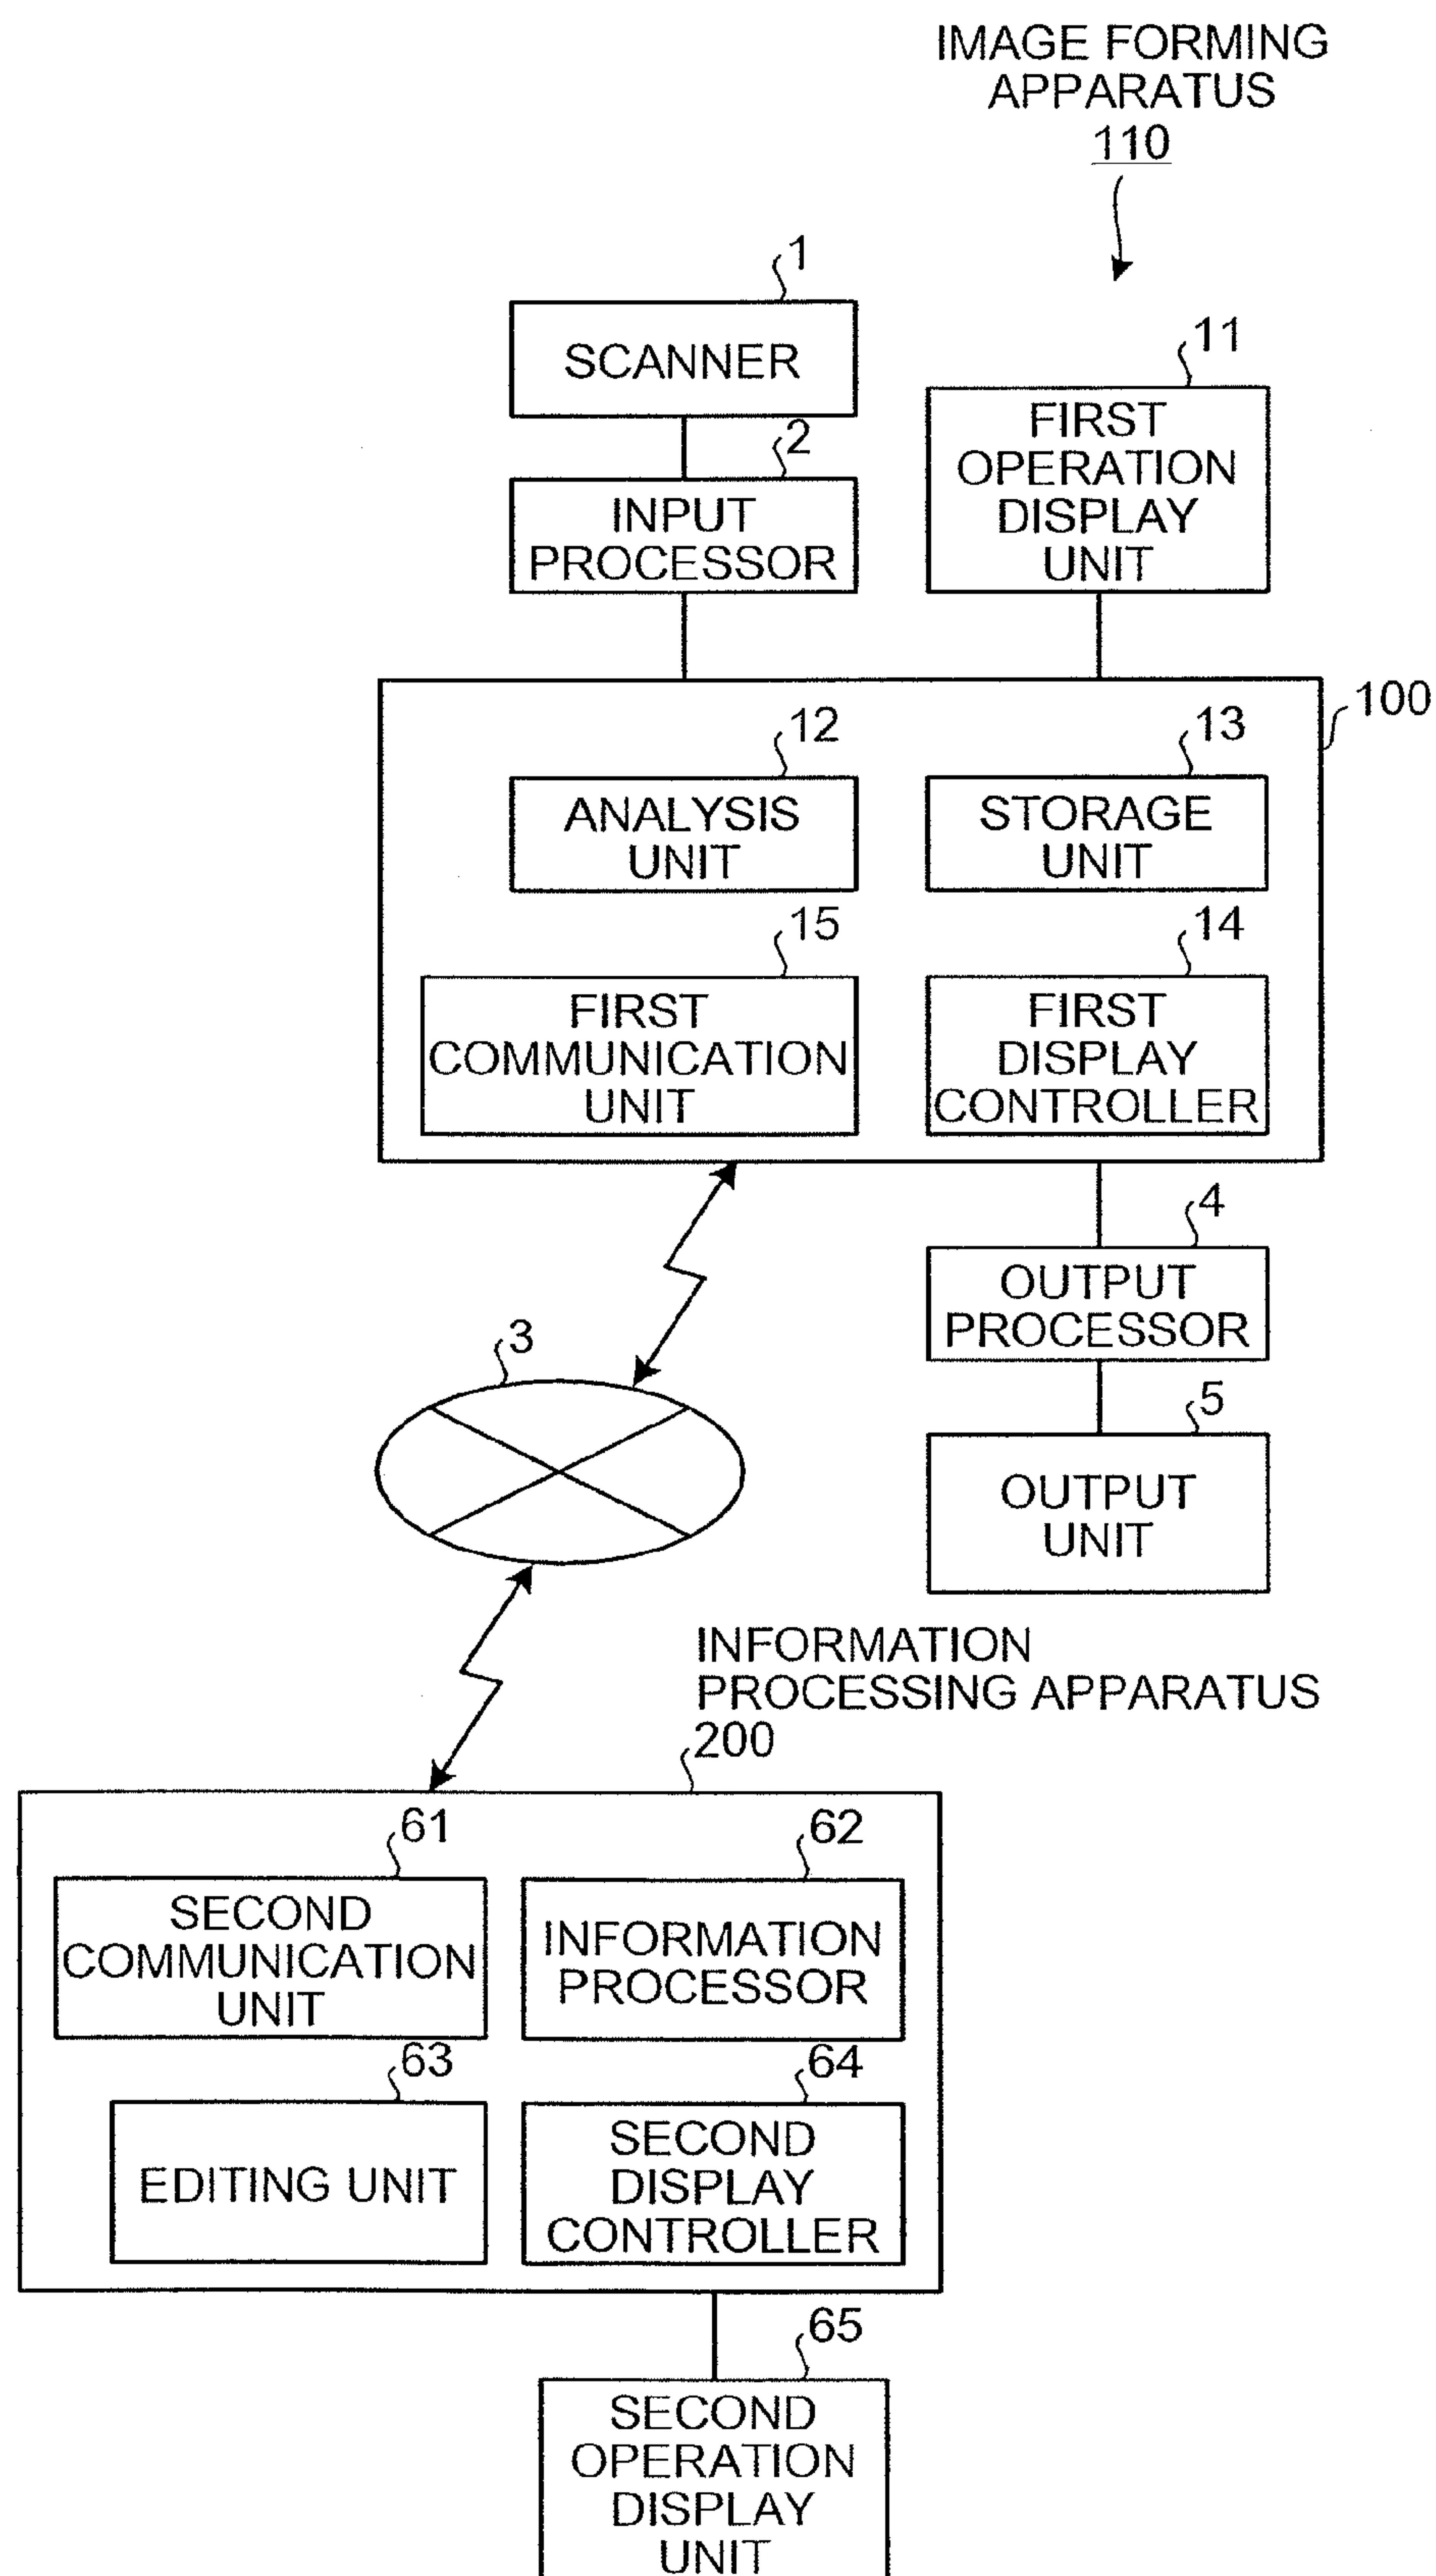 IMAGE FORMING
APPARATUS
110
1
SCANNER
11
FIRST
OPERATION
DISPLAY
UNIT
2
INPUT
PROCESSOR
100
12
ANALYSIS
UNIT
13
STORAGE
UNIT
15
FIRST
COMMUNICATION
UNIT
14
FIRST
DISPLAY
CONTROLLER
4
OUTPUT
PROCESSOR
3
5
OUTPUT
UNIT
INFORMATION
PROCESSING APPARATUS
200
61
SECOND
COMMUNICATION
UNIT
62
INFORMATION
PROCESSOR
63
EDITING UNIT
64
SECOND
DISPLAY
CONTROLLER
65
SECOND
OPERATION
DISPLAY
UNIT